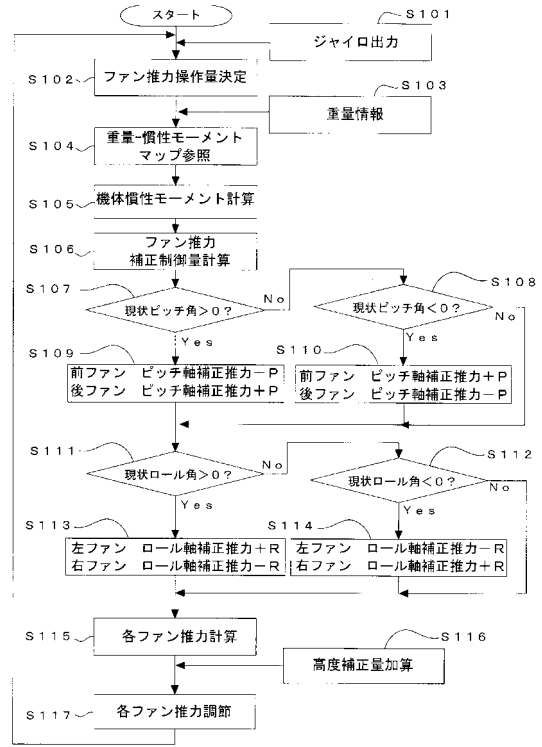 スタート
S101
ジャイロ出力
S102
ファン推力操作量決定
S103
重量情報
S104
重量-慣性モーメント
マップ参照
S105
機体慣性モーメント計算
S106
ファン推力
補正制御量計算
S107
現状ピッチ角>0?
No
Yes
S108
現状ピッチ角<0?
No
Yes
S109
前ファン ピッチ軸補正推力-P
後ファン ピッチ軸補正推力+P
S110
前ファン ピッチ軸補正推力+P
後ファン ピッチ軸補正推力-P
S111
現状ロール角>0?
No
Yes
S112
現状ロール角<0?
No
Yes
S113
左ファン ロール軸補正推力+R
右ファン ロール軸補正推力-R
S114
左ファン ロール軸補正推力-R
右ファン ロール軸補正推力+R
S115
各ファン推力計算
S116
高度補正量加算
S117
各ファン推力調節